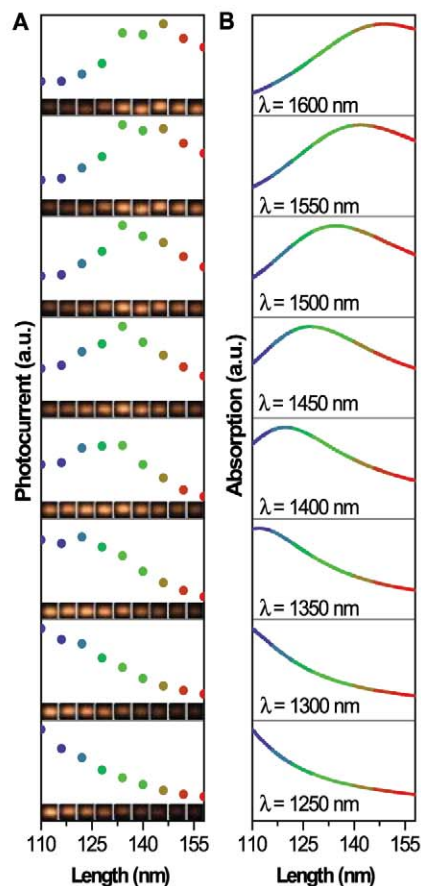 A
B
Photocurrent (a.u.)
Absorption (a.u.)
λ = 1600 nm
λ = 1550 nm
λ = 1500 nm
λ = 1450 nm
λ = 1400 nm
λ = 1350 nm
λ = 1300 nm
λ = 1250 nm
110 125 140 155
110 125 140 155
Length (nm)
Length (nm)